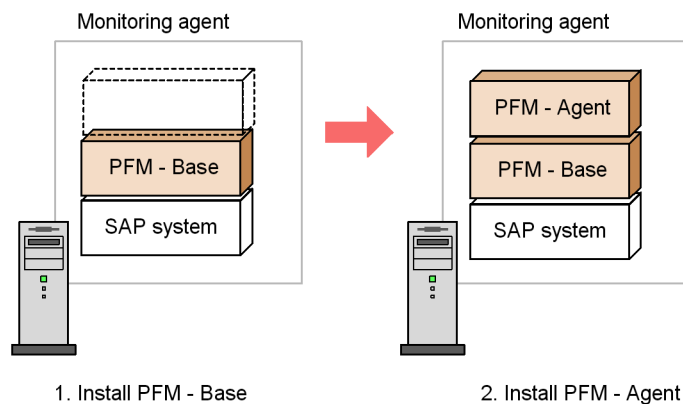 Monitoring agent
PFM - Base
SAP system
1. Install PFM - Base
Monitoring agent
PFM - Agent
PFM - Base
SAP system
2. Install PFM - Agent